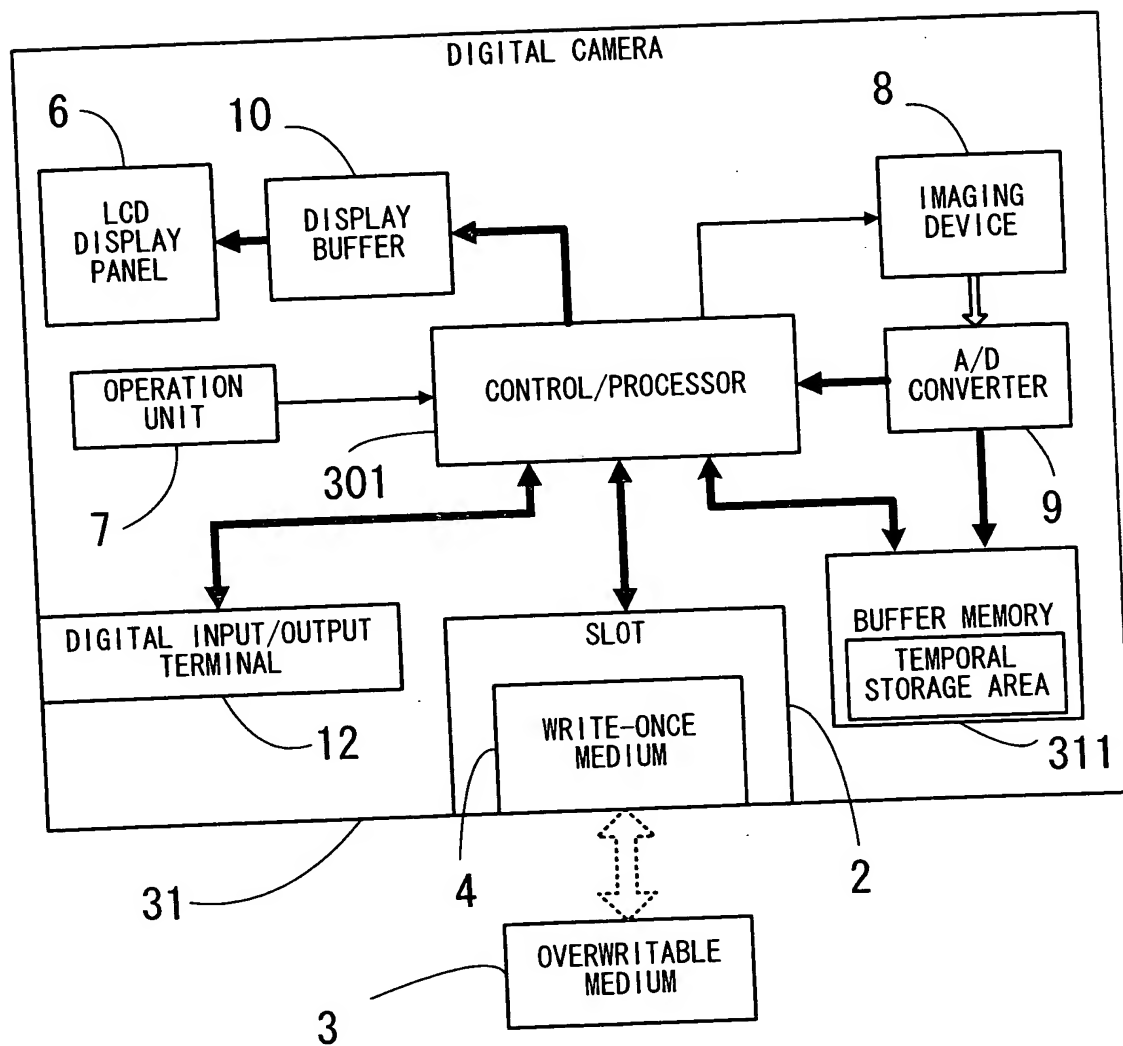 DIGITAL CAMERA
6
10
8
LCD
DISPLAY
PANEL
DISPLAY
BUFFER
IMAGING
DEVICE
OPERATION
UNIT
CONTROL/PROCESSOR
A/D
CONVERTER
7
301
9
DIGITAL INPUT/OUTPUT
TERMINAL
SLOT
BUFFER MEMORY
TEMPORAL
STORAGE AREA
12
WRITE-ONCE
MEDIUM
311
31
4
2
OVERWRITABLE
MEDIUM
3